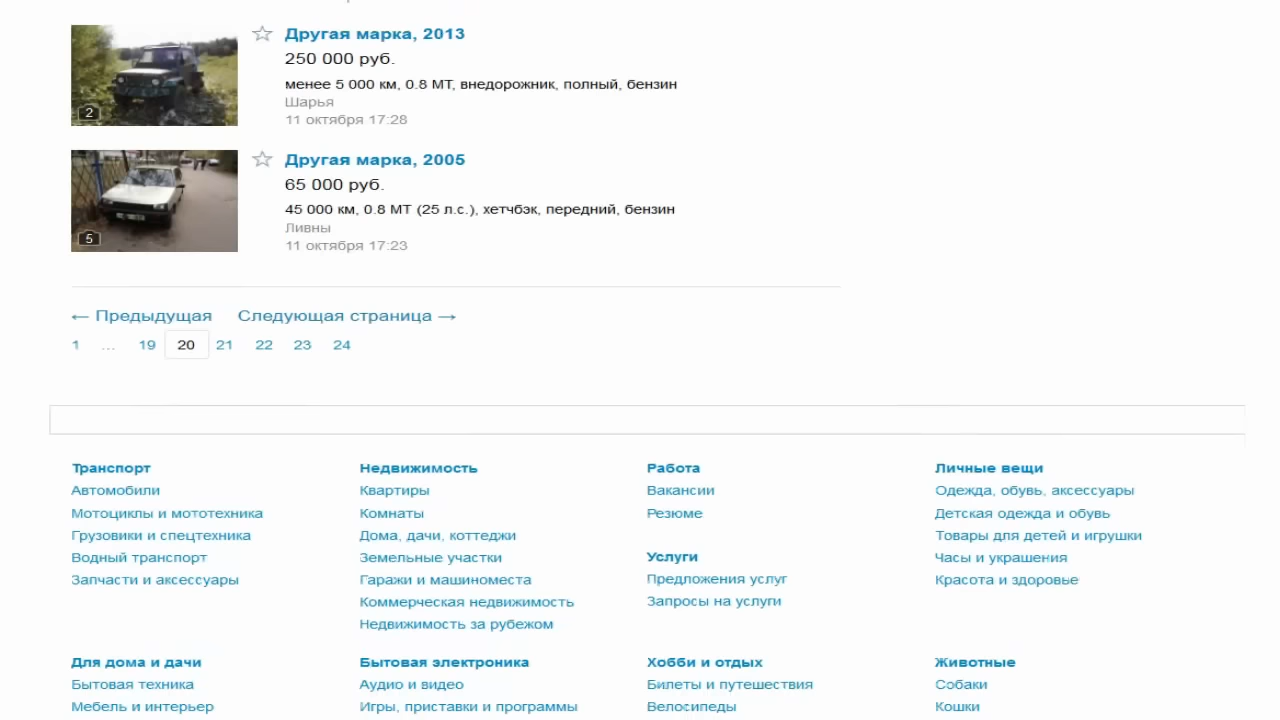 Другая марка, 2013
250 000 руб.
менее 5 000 км, 0.8 МТ, внедорожник, полный, бензин
Шарья
11 октября 17:28
2
Другая марка, 2005
65 000 руб.
45 000 км, 0.8 МТ (25 л.с.), хетчбэк, передний, бензин
Ливны
11 октября 17:23
5
← Предыдущая Следующая страница →
1 ... 19 20 21 22 23 24
Транспорт
Автомобили
Мотоциклы и мототехника
Грузовики и спецтехника
Водный транспорт
Запчасти и аксессуары
Недвижимость
Квартиры
Комнаты
Дома, дачи, коттеджи
Земельные участки
Гаражи и машиноместа
Коммерческая недвижимость
Недвижимость за рубежом
Работа
Вакансии
Резюме
Услуги
Предложения услуг
Запросы на услуги
Личные вещи
Одежда, обувь, аксессуары
Детская одежда и обувь
Товары для детей и игрушки
Часы и украшения
Красота и здоровье
Для дома и дачи
Бытовая техника
Мебель и интерьер
Бытовая электроника
Аудио и видео
Игры, приставки и программы
Хобби и отдых
Билеты и путешествия
Велосипеды
Животные
Собаки
Кошки